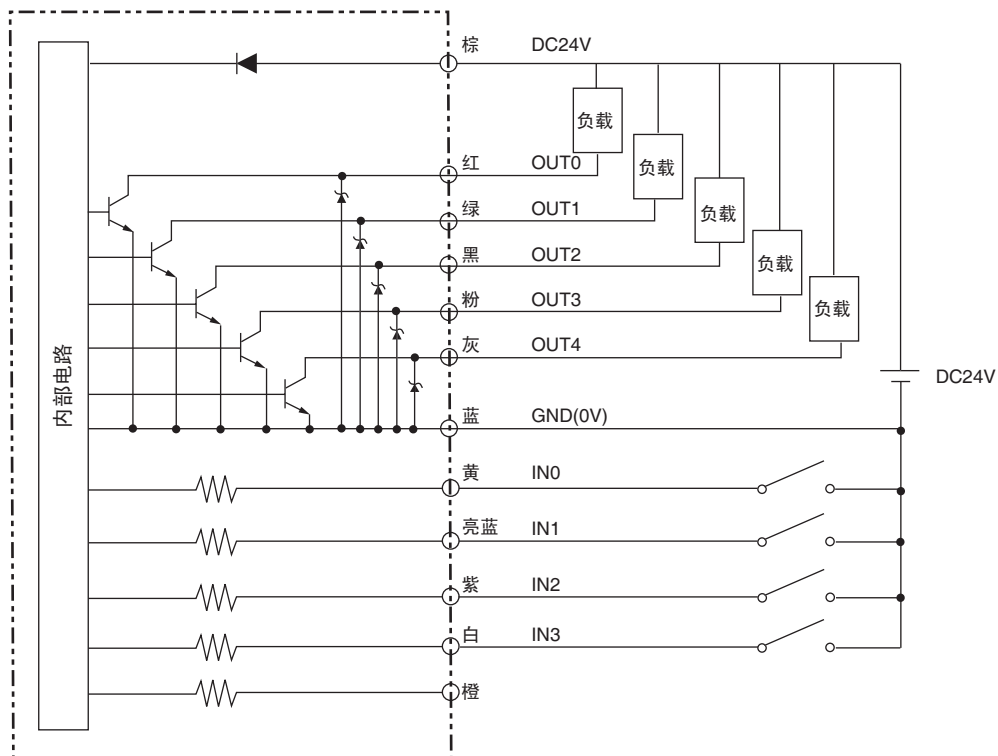 棕 DC24V
负载
红 OUT0
负载
绿 OUT1
负载
黑 OUT2
负载
粉 OUT3
负载
灰 OUT4
内部电路
DC24V
蓝 GND(0V)
黄 IN0
亮蓝 IN1
紫 IN2
白 IN3
橙